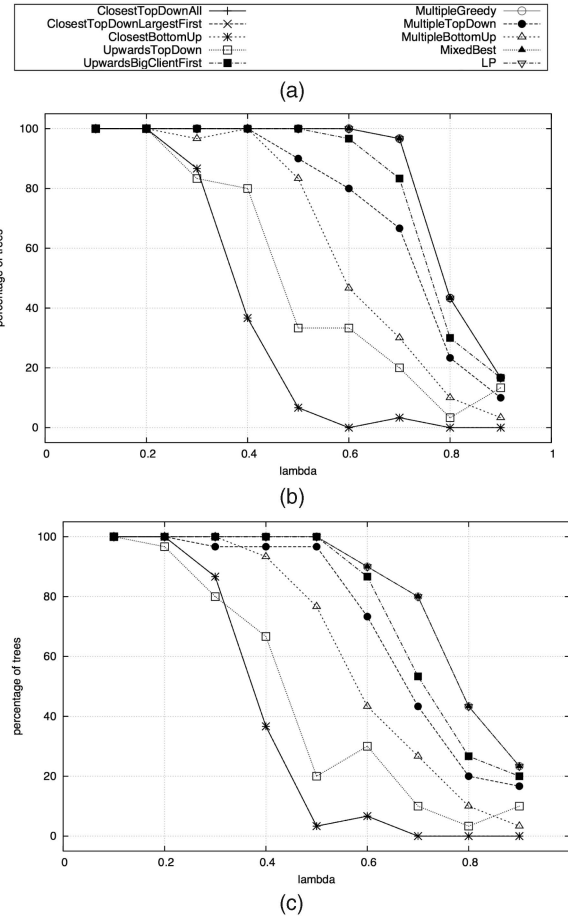 ClosestTopDownAll
ClosestTopDownLargestFirst
ClosestBottomUp
UpwardsTopDown
UpwardsBigClientFirst
MultipleGreedy
MultipleTopDown
MultipleBottomUp
MixedBest
LP
(a)
100
80
60
40
20
0
percentage of trees
0 0.2 0.4 0.6 0.8 1
lambda
(b)
100
80
60
40
20
0
percentage of trees
0 0.2 0.4 0.6 0.8
lambda
(c)